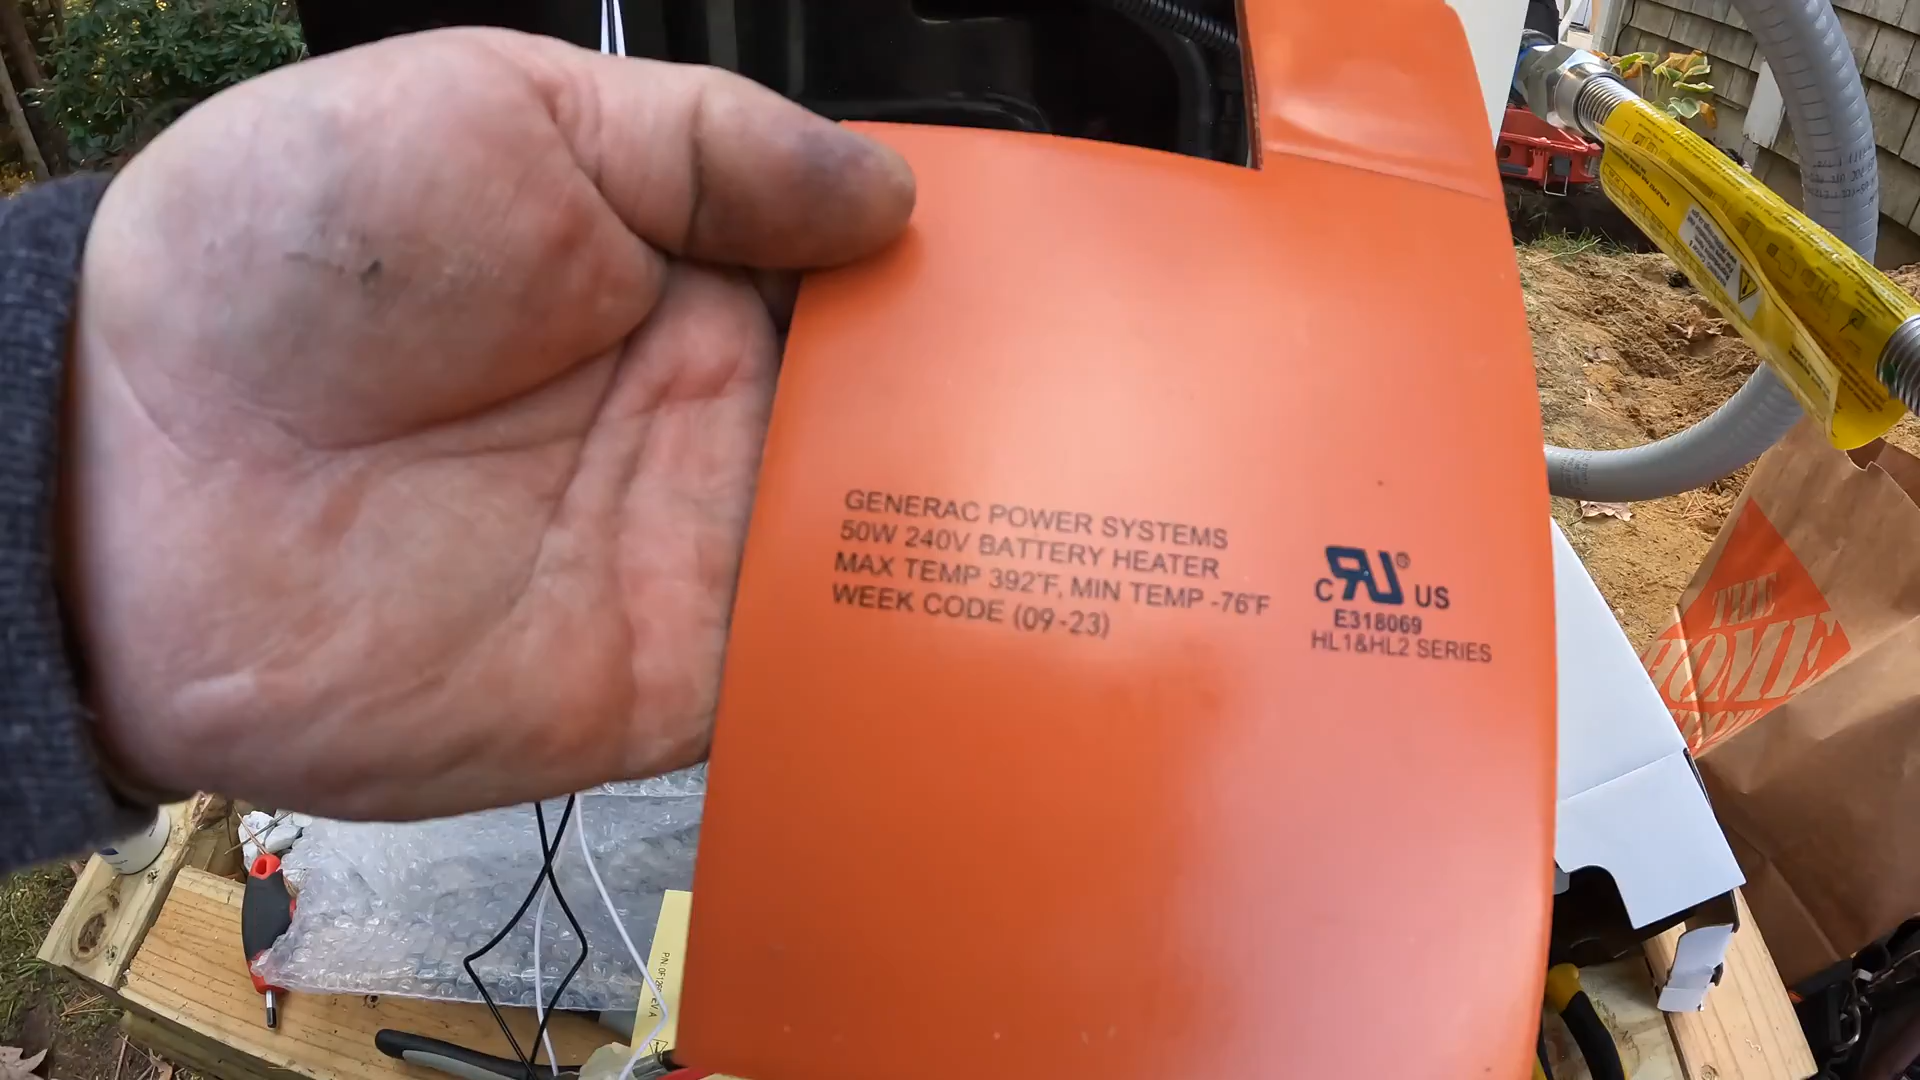 GENERAC POWER SYSTEMS
50W 240V BATTERY HEATER
MAX TEMP 392°F, MIN TEMP -76°F
WEEK CODE (09-23)
C RU® US
E318069
HL1&HL2 SERIES
THE
HOME